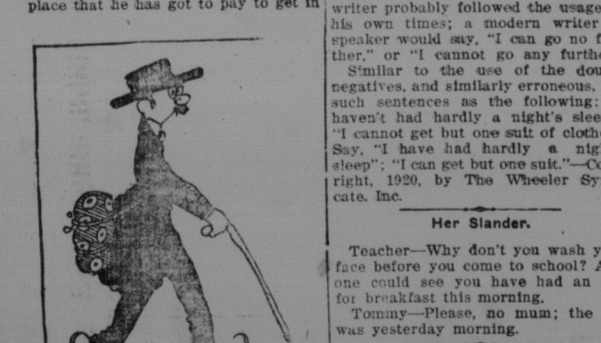 place that he has got to pay to get in
writer probably followed the usage
his own times; a modern writer
speaker would say, "I can go no f
ther," or "I cannot go any furthe
Similar to the use of the dou
negatives, and similarly erroneous,
such sentences as the following:
haven't had hardly a night's slee
"I cannot get but one suit of cloth
Say, "I have had hardly a nig
sleep"; "I can get but one suit."—Co
right, 1920, by The Wheeler Sy
cate. Inc.
Her Slander.
Teacher—Why don't you wash y
face before you come to school? A
one could see you have had an
for breakfast this morning.
Tommy—Please, no mum; the
was yesterday morning.